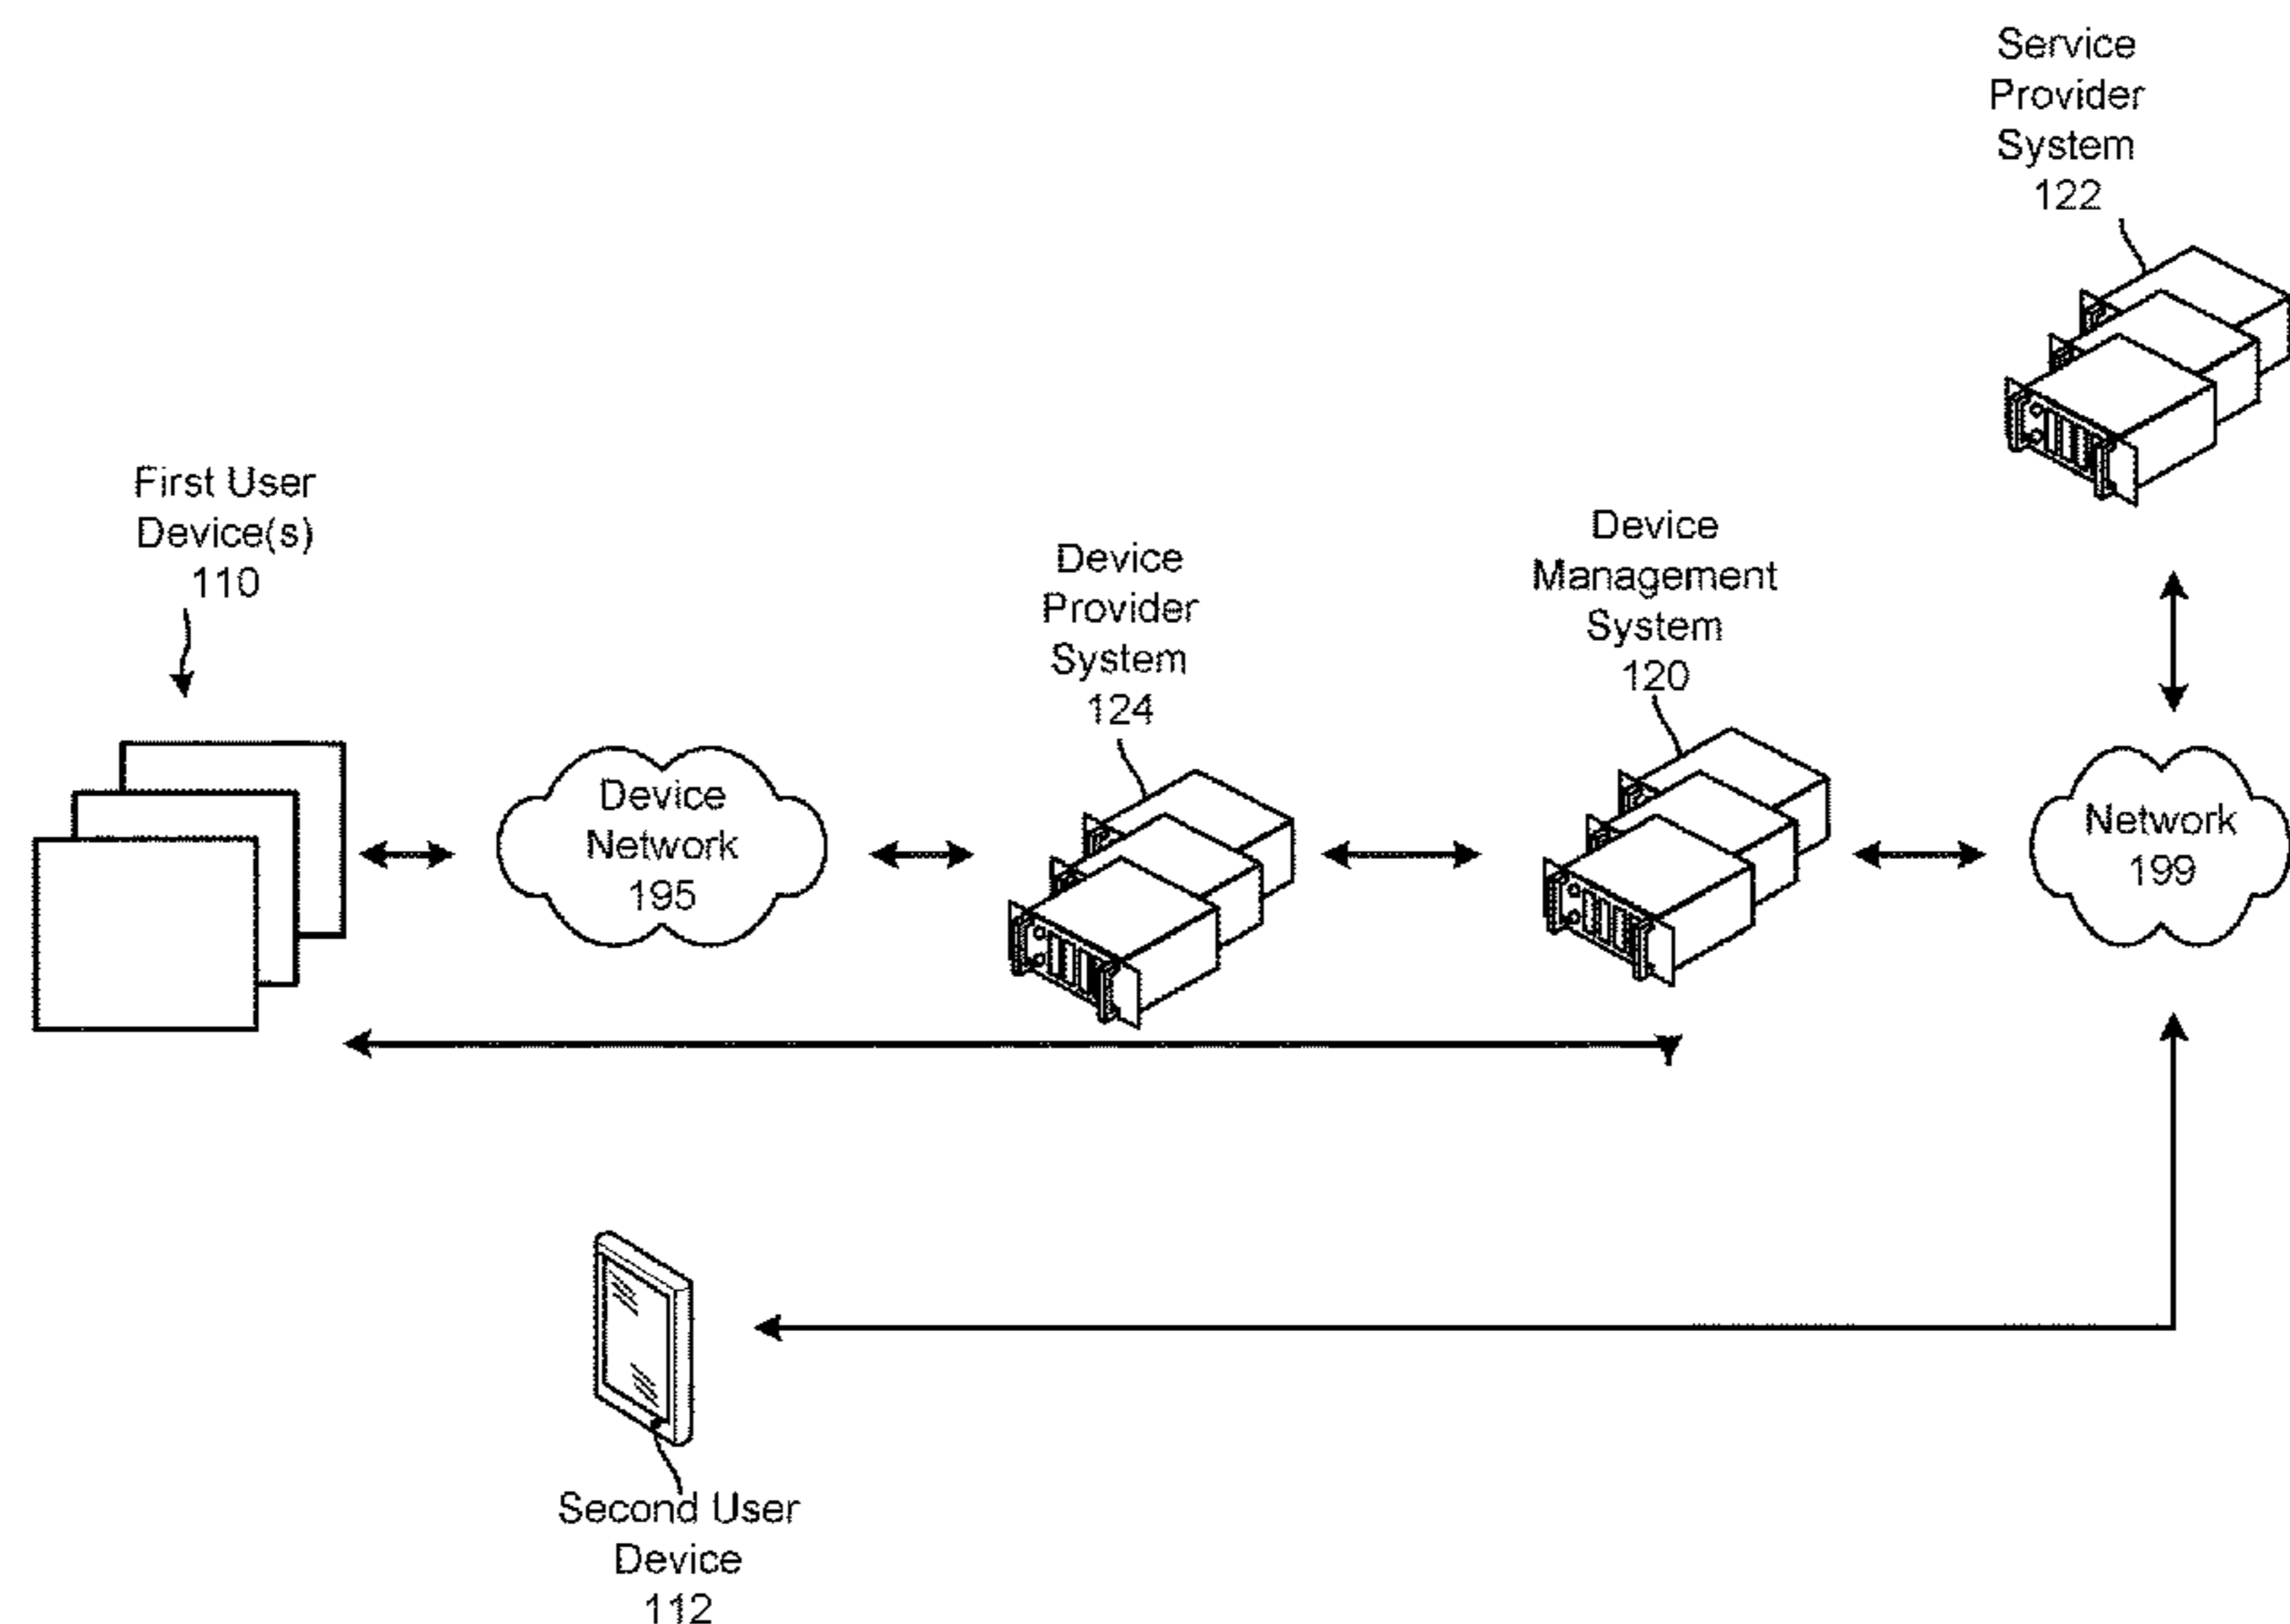 Service
Provider
System
122
First User
Device(s)
110
Device
Provider
System
124
Device
Management
System
120
Device
Network
195
Network
199
Second User
Device
112